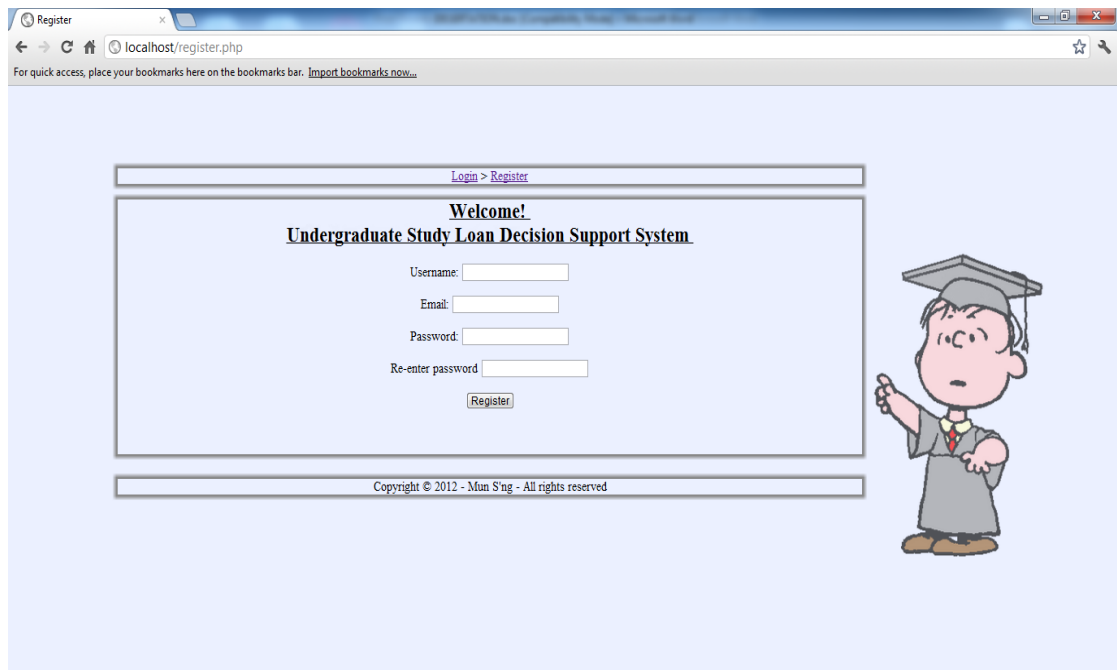 Register
localhost/register.php
For quick access, place your bookmarks here on the bookmarks bar. Import bookmarks now...
Login > Register
Welcome!
Undergraduate Study Loan Decision Support System
Username:
Email:
Password:
Re-enter password
Register
Copyright © 2012 - Mun S'ng - All rights reserved